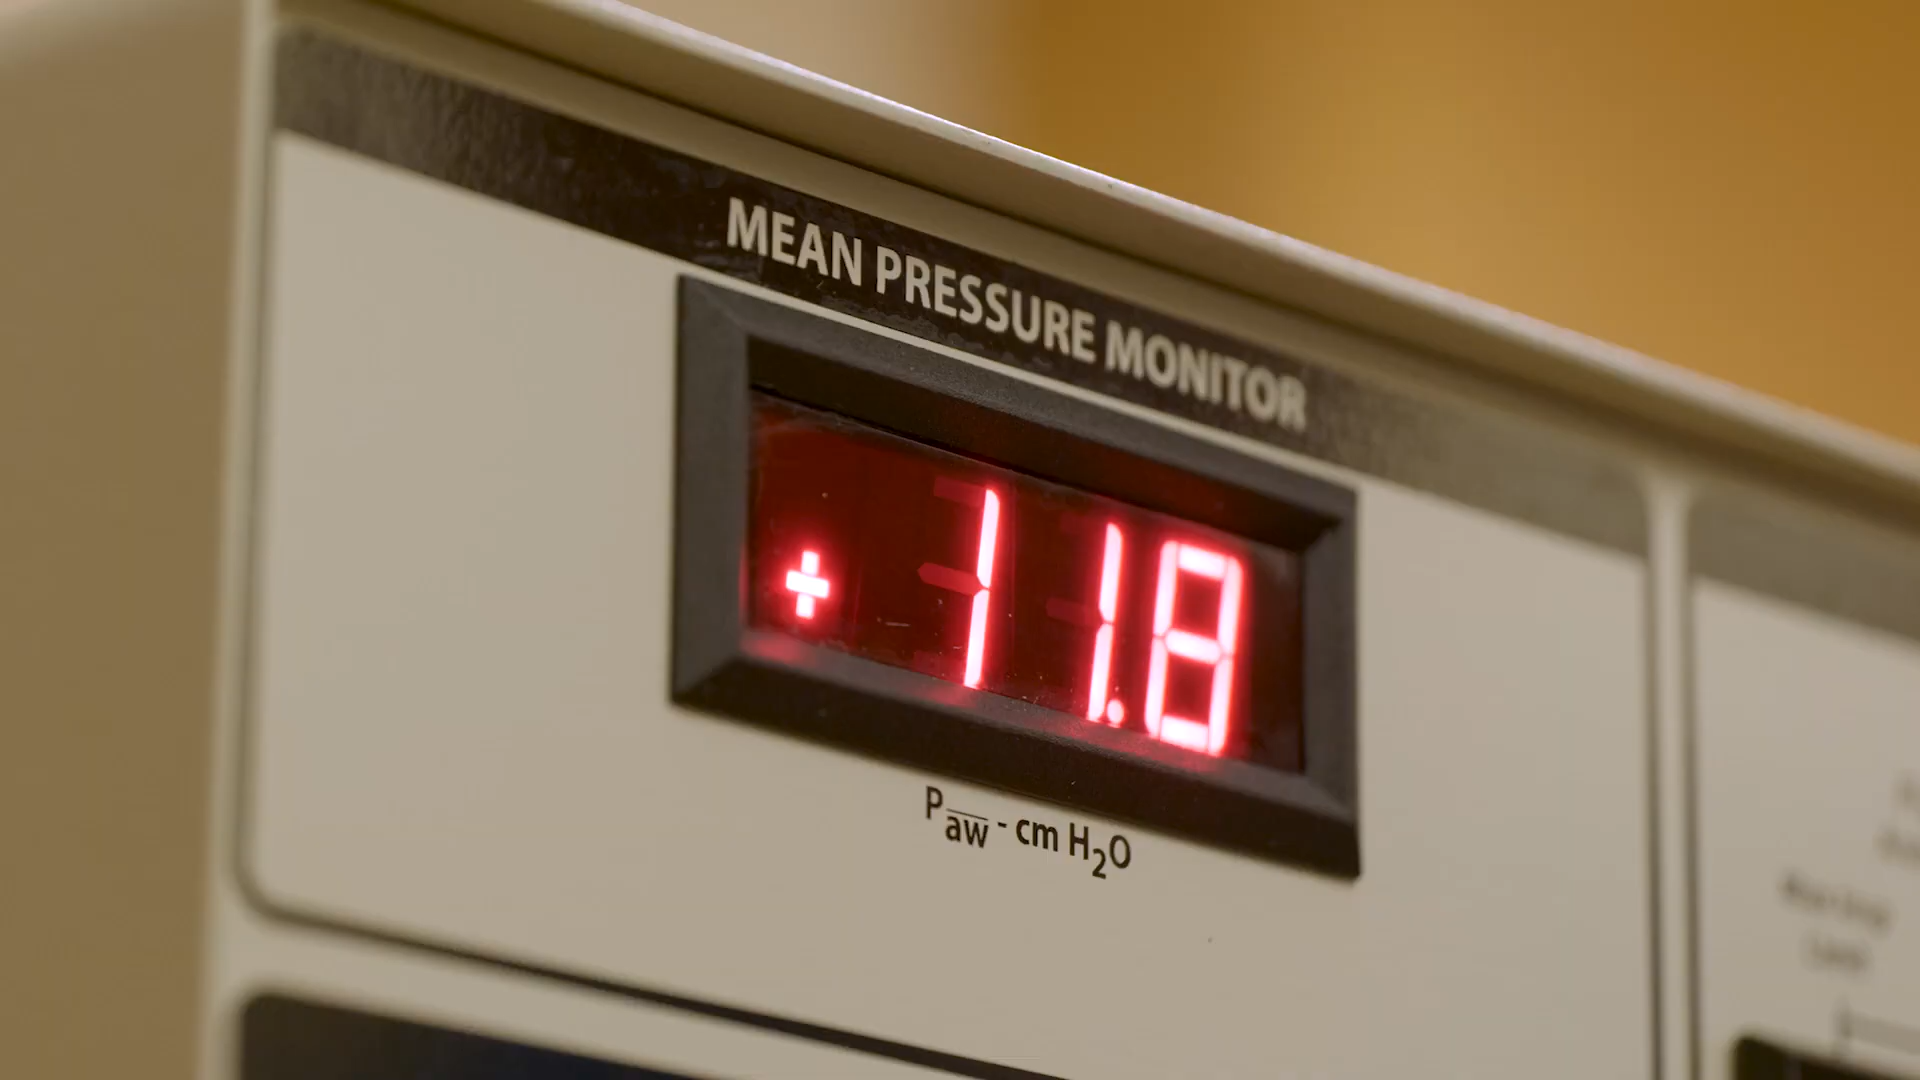 MEAN PRESSURE MONITOR
+ 11.8
Paw - cm H₂O